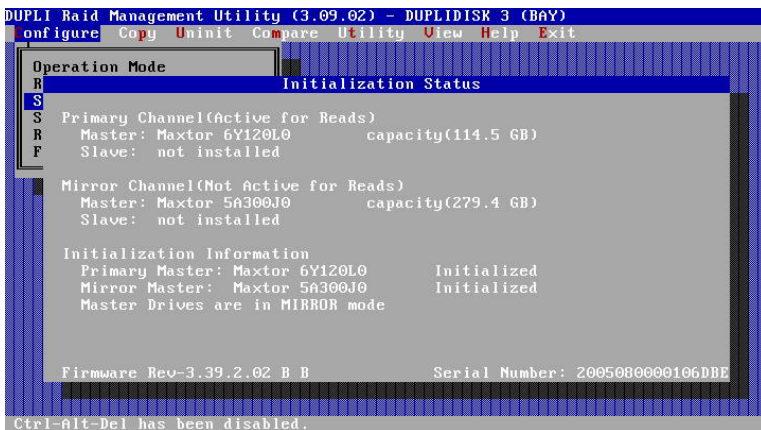 DUPLI Raid Management Utility (3.09.02) - DUPLIDISK 3 (BAY)
Configure Copy Uninit Compare Utility View Help Exit
Operation Mode
R
S
S
R
F
Initialization Status
Primary Channel(Active for Reads)
Master: Maxtor 6Y120L0 capacity(114.5 GB)
Slave: not installed
Mirror Channel(Not Active for Reads)
Master: Maxtor 5A300J0 capacity(279.4 GB)
Slave: not installed
Initialization Information
Primary Master: Maxtor 6Y120L0 Initialized
Mirror Master: Maxtor 5A300J0 Initialized
Master Drives are in MIRROR mode
Firmware Rev-3.39.2.02 B B Serial Number: 2005080000106DBE
Ctrl-Alt-Del has been disabled.